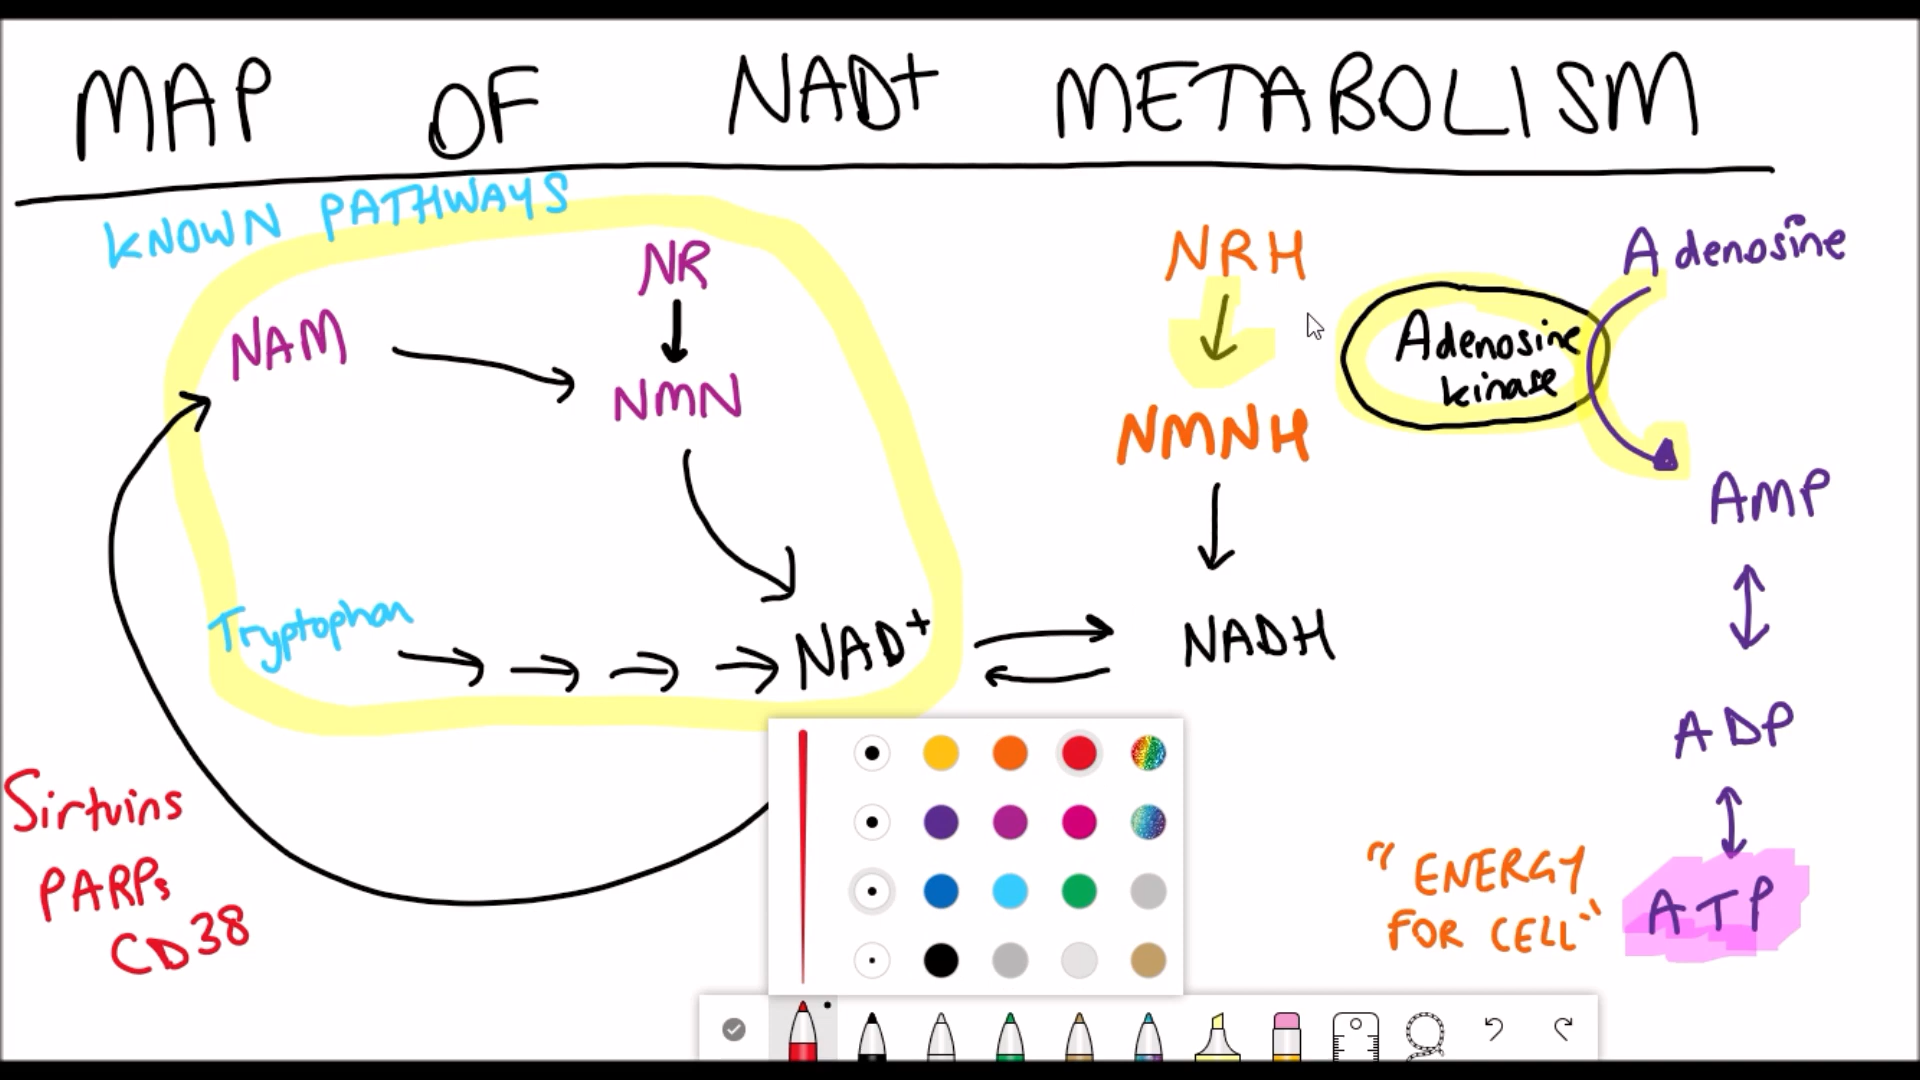 MAP OF NAD+ METABOLISM
KNOWN PATHWAYS
NR
NAM
NMN
Tryptophan
NAD+
NRH
NMNH
NADH
Adenosine
Adenosine
kinase
AMP
ADP
ATP
"ENERGY
FOR CELL"
Sirtuins
PARPs
CD38